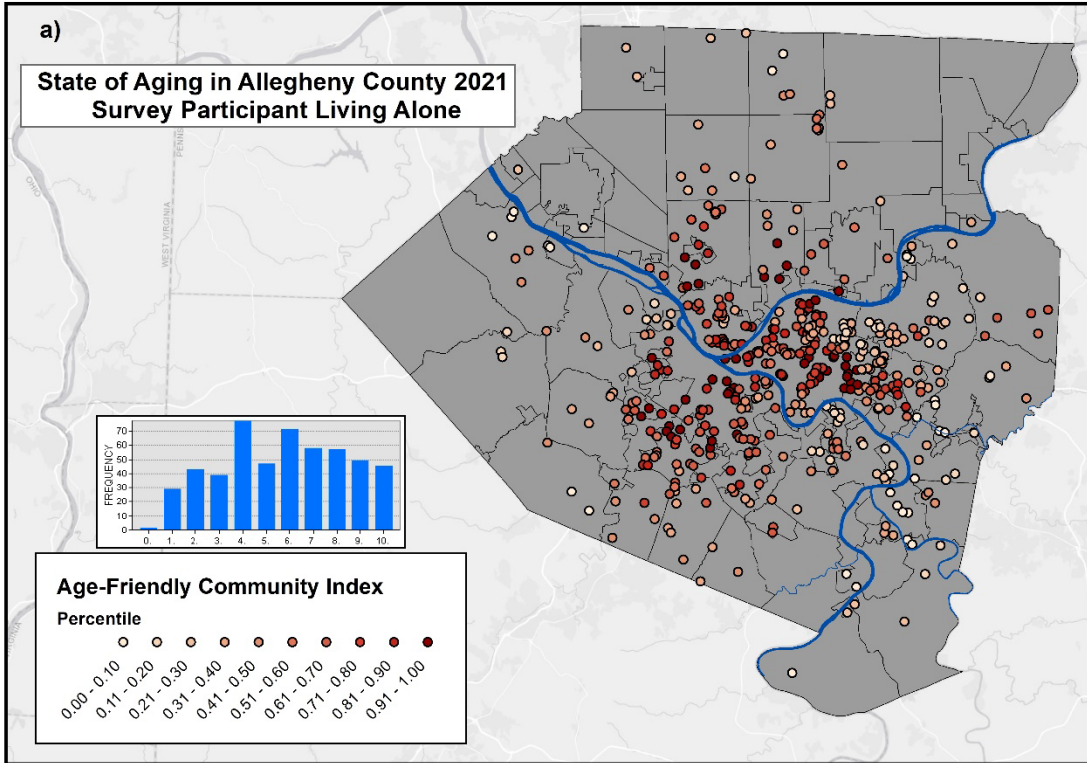 a)
State of Aging in Allegheny County 2021
Survey Participant Living Alone
OHIO
PENNS
WEST VIRGINIA
FREQUENCY
70
60
50
40
30
20
10
0
0. 1. 2. 3. 4. 5. 6. 7 8. 9. 10.
Age-Friendly Community Index
Percentile
0.00 - 0.10
0.11 - 0.20
0.21 - 0.30
0.31 - 0.40
0.41 - 0.50
0.51 - 0.60
0.61 - 0.70
0.71 - 0.80
0.81 - 0.90
0.91 - 1.00